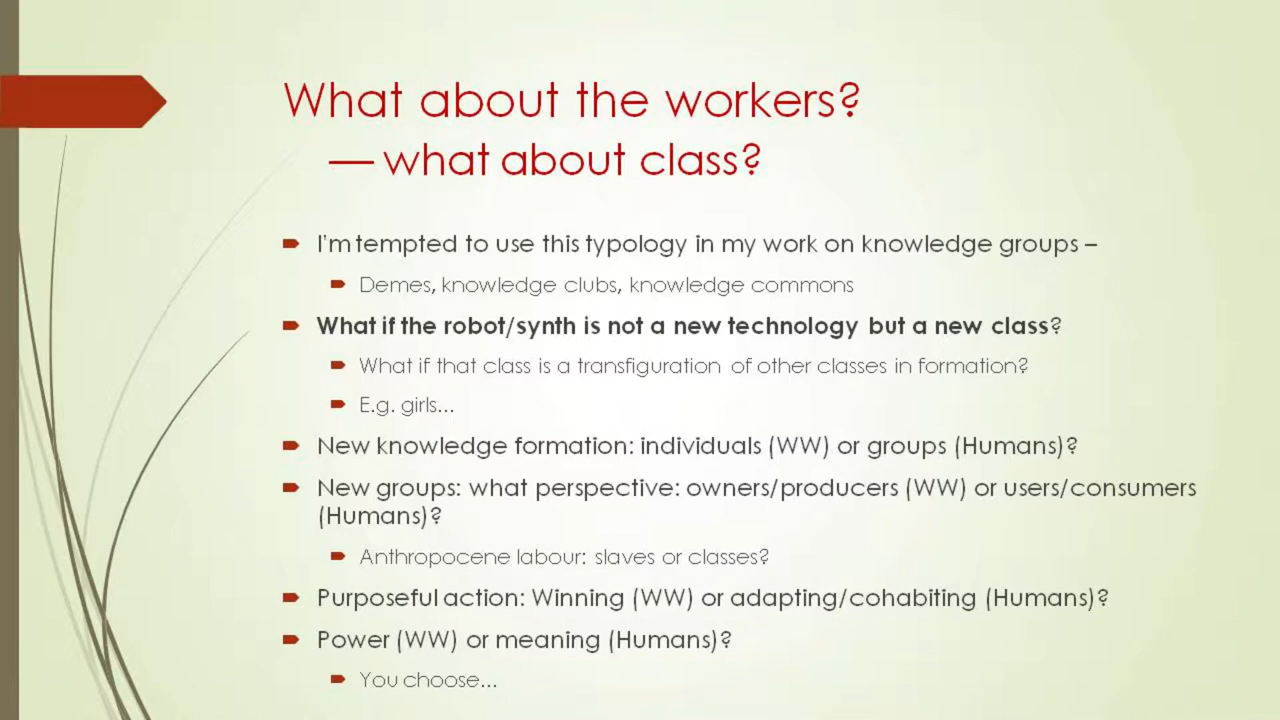 What about the workers?
— what about class?
I'm tempted to use this typology in my work on knowledge groups –
Demes, knowledge clubs, knowledge commons
What if the robot/synth is not a new technology but a new class?
What if that class is a transfiguration of other classes in formation?
E.g. girls...
New knowledge formation: individuals (WW) or groups (Humans)?
New groups: what perspective: owners/producers (WW) or users/consumers
(Humans)?
Anthropocene labour: slaves or classes?
Purposeful action: Winning (WW) or adapting/cohabiting (Humans)?
Power (WW) or meaning (Humans)?
You choose...